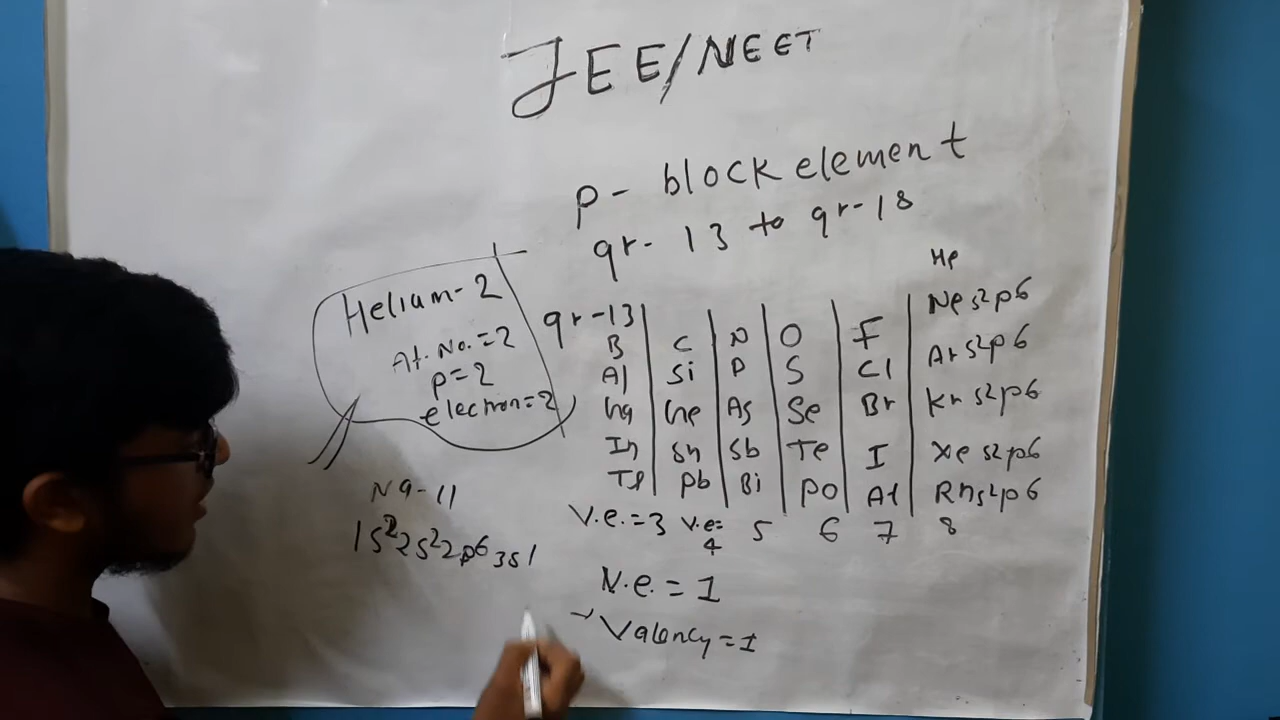 JEE/NEET
p- block element
gr- 13 to gr-18
Helium-2
At. No.=2
p=2
electron=2
He
gr-13 Ne s2p6
B C N O F Ar s2p6
Al Si P S Cl
Ga Ge As Se Br Kr s2p6
In Sn Sb Te I Xe s2p6
Tl Pb Bi Po At Rn s2p6
V.e.=3 V.e=4 5 6 7 8
Na-11
1s²2s²2p6 3s1
V.e.=1
Valency=1